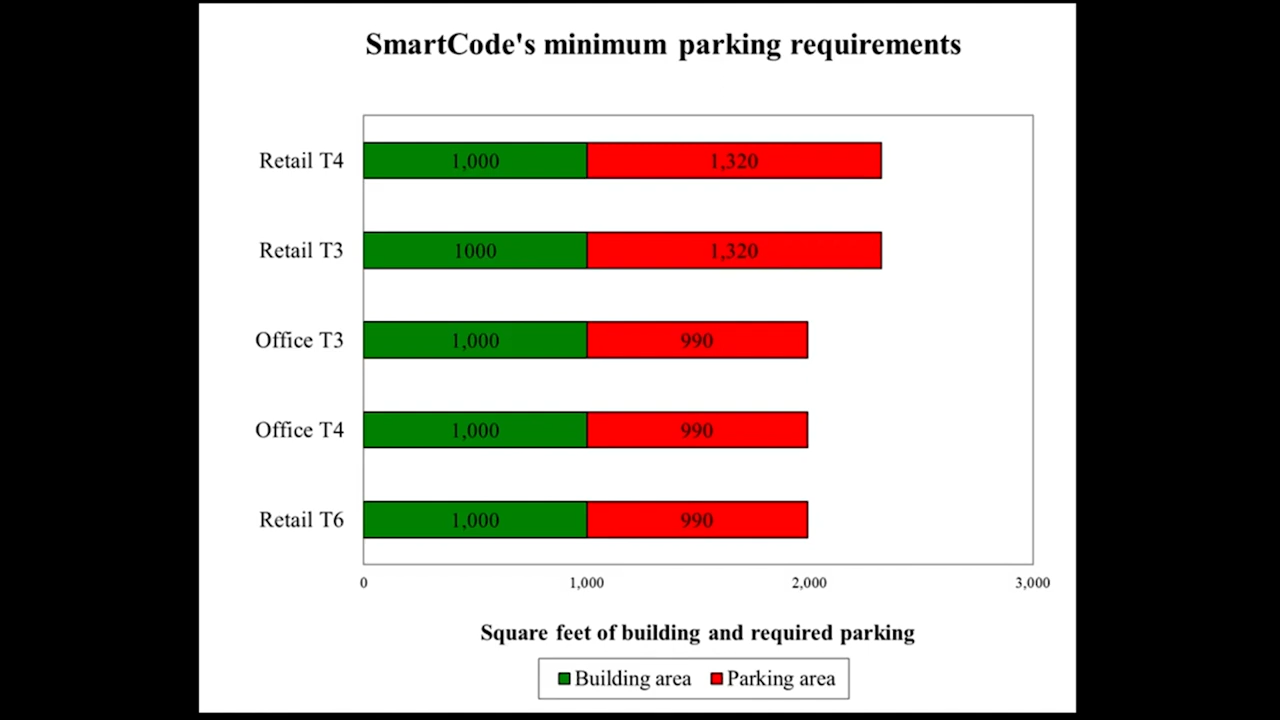 SmartCode's minimum parking requirements
Retail T4 1,000 1,320
Retail T3 1000 1,320
Office T3 1,000 990
Office T4 1,000 990
Retail T6 1,000 990
0 1,000 2,000 3,000
Square feet of building and required parking
Building area Parking area